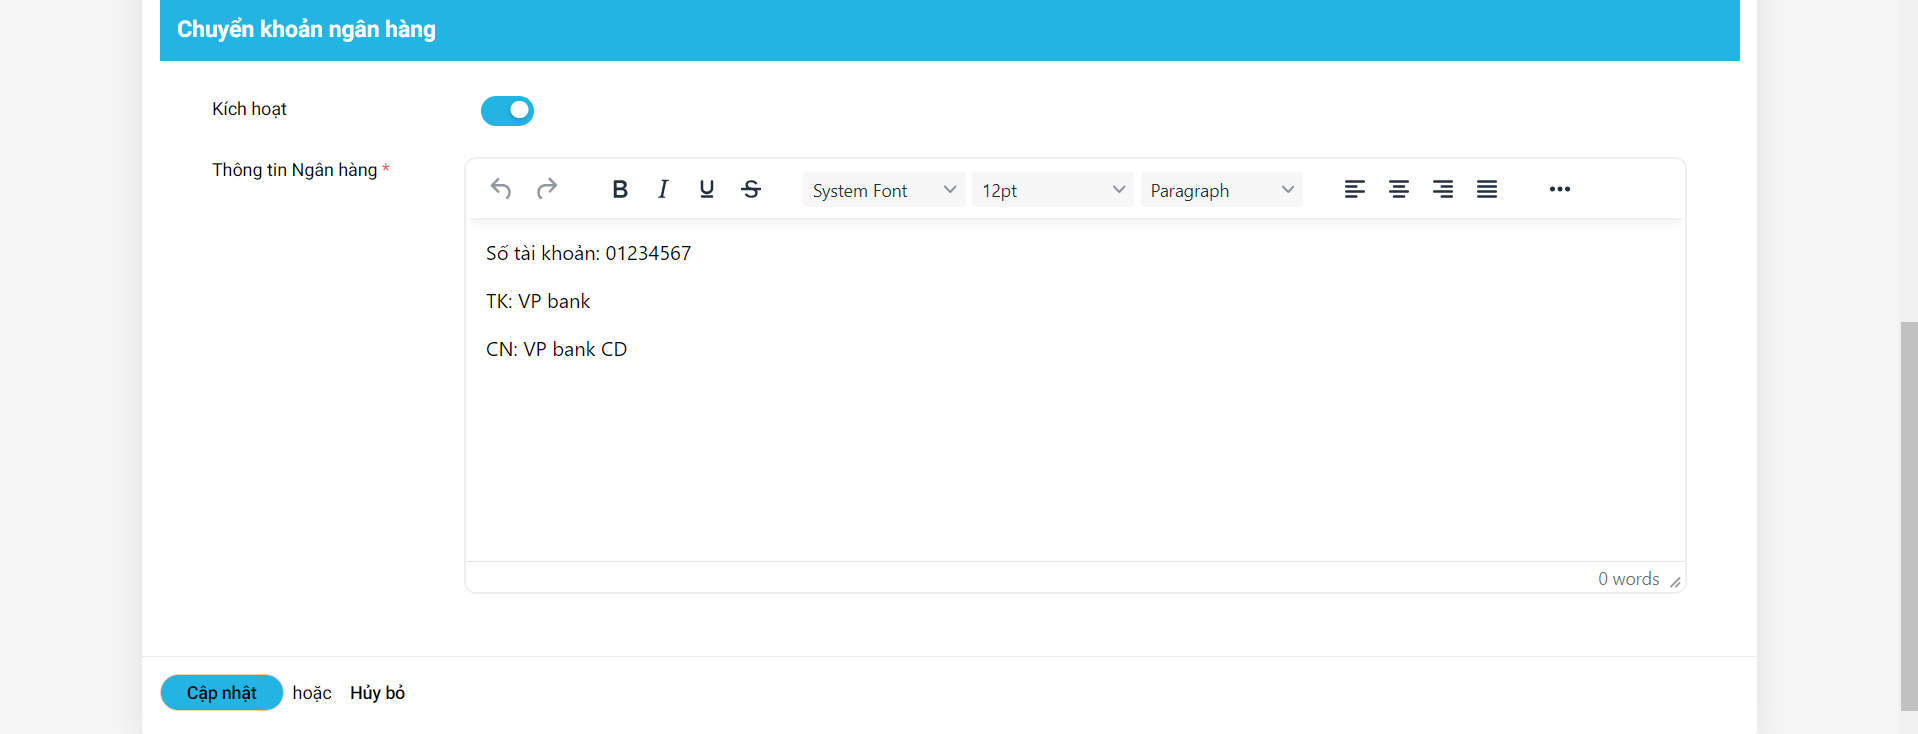 Chuyển khoản ngân hàng
Kích hoạt
Thông tin Ngân hàng *
B I U S System Font 12pt Paragraph
Số tài khoản: 01234567
TK: VP bank
CN: VP bank CD
0 words
Cập nhật hoặc Hủy bỏ